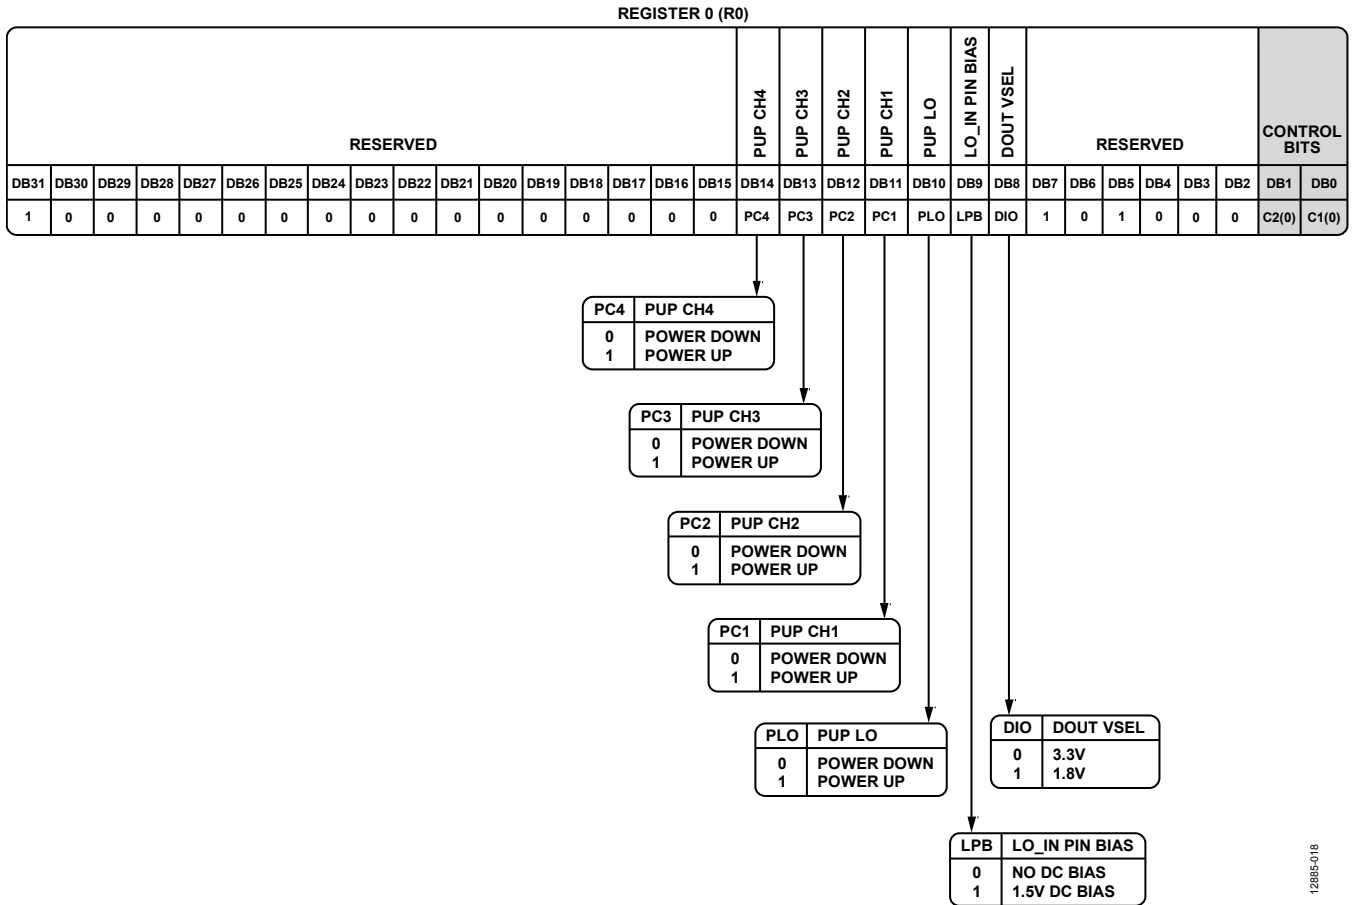 REGISTER 0 (R0)
RESERVED PUP CH4 PUP CH3 PUP CH2 PUP CH1 PUP LO LO_IN PIN BIAS DOUT VSEL RESERVED CONTROL BITS
DB31 DB30 DB29 DB28 DB27 DB26 DB25 DB24 DB23 DB22 DB21 DB20 DB19 DB18 DB17 DB16 DB15 DB14 DB13 DB12 DB11 DB10 DB9 DB8 DB7 DB6 DB5 DB4 DB3 DB2 DB1 DB0
1 0 0 0 0 0 0 0 0 0 0 0 0 0 0 0 0 PC4 PC3 PC2 PC1 PLO LPB DIO 1 0 1 0 0 0 C2(0) C1(0)
PC4 PUP CH4
0 POWER DOWN
1 POWER UP
PC3 PUP CH3
0 POWER DOWN
1 POWER UP
PC2 PUP CH2
0 POWER DOWN
1 POWER UP
PC1 PUP CH1
0 POWER DOWN
1 POWER UP
PLO PUP LO
0 POWER DOWN
1 POWER UP
DIO DOUT VSEL
0 3.3V
1 1.8V
LPB LO_IN PIN BIAS
0 NO DC BIAS
1 1.5V DC BIAS
12885-018